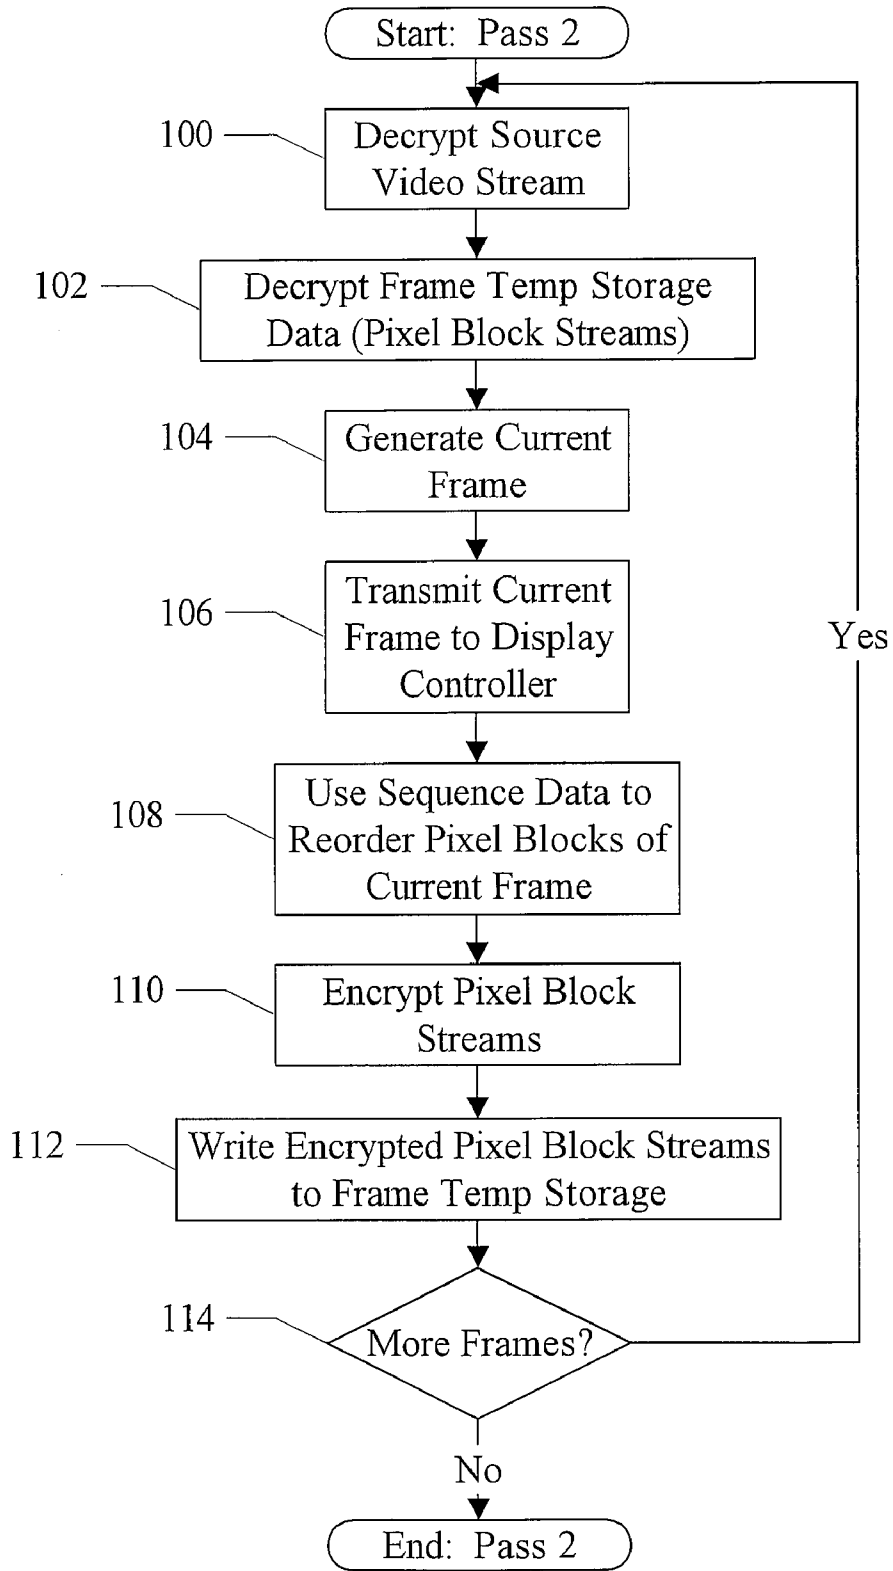 Start: Pass 2
100
Decrypt Source
Video Stream
102
Decrypt Frame Temp Storage
Data (Pixel Block Streams)
104
Generate Current
Frame
106
Transmit Current
Frame to Display
Controller
Yes
108
Use Sequence Data to
Reorder Pixel Blocks of
Current Frame
110
Encrypt Pixel Block
Streams
112
Write Encrypted Pixel Block Streams
to Frame Temp Storage
114
More Frames?
No
End: Pass 2